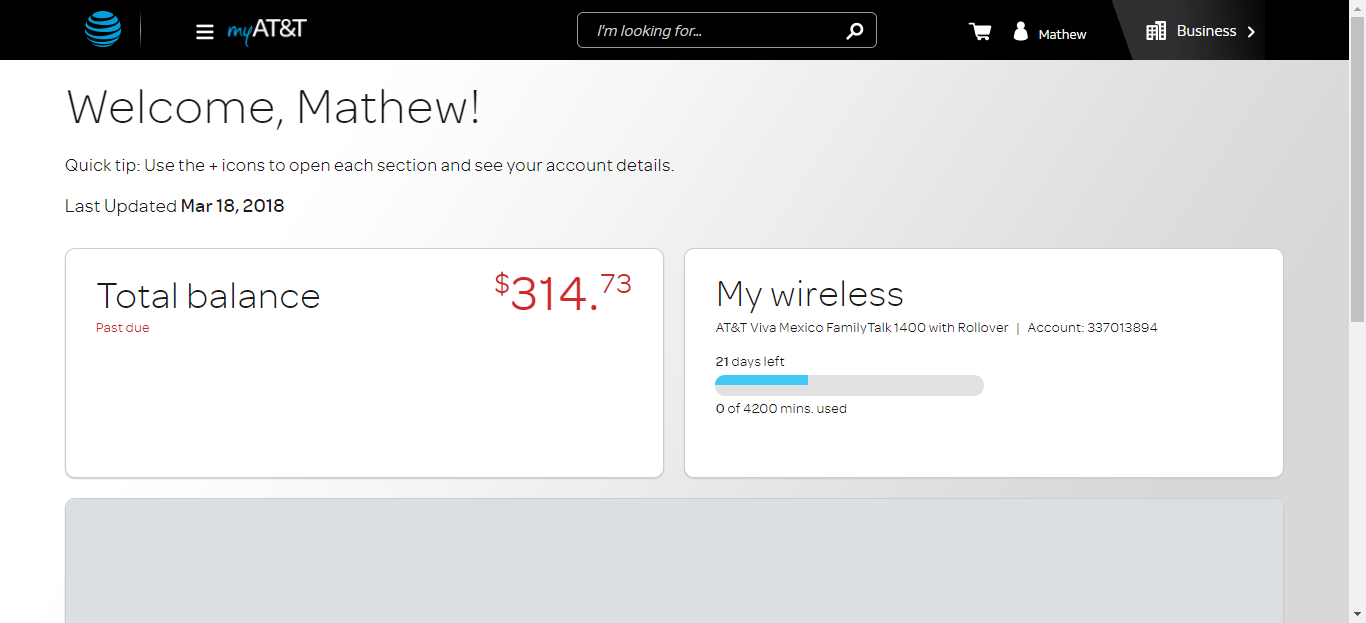 myAT&T
I'm looking for...
Mathew
Business
Welcome, Mathew!
Quick tip: Use the + icons to open each section and see your account details.
Last Updated Mar 18, 2018
Total balance
$314.73
Past due
My wireless
AT&T Viva Mexico FamilyTalk 1400 with Rollover | Account: 337013894
21 days left
0 of 4200 mins. used